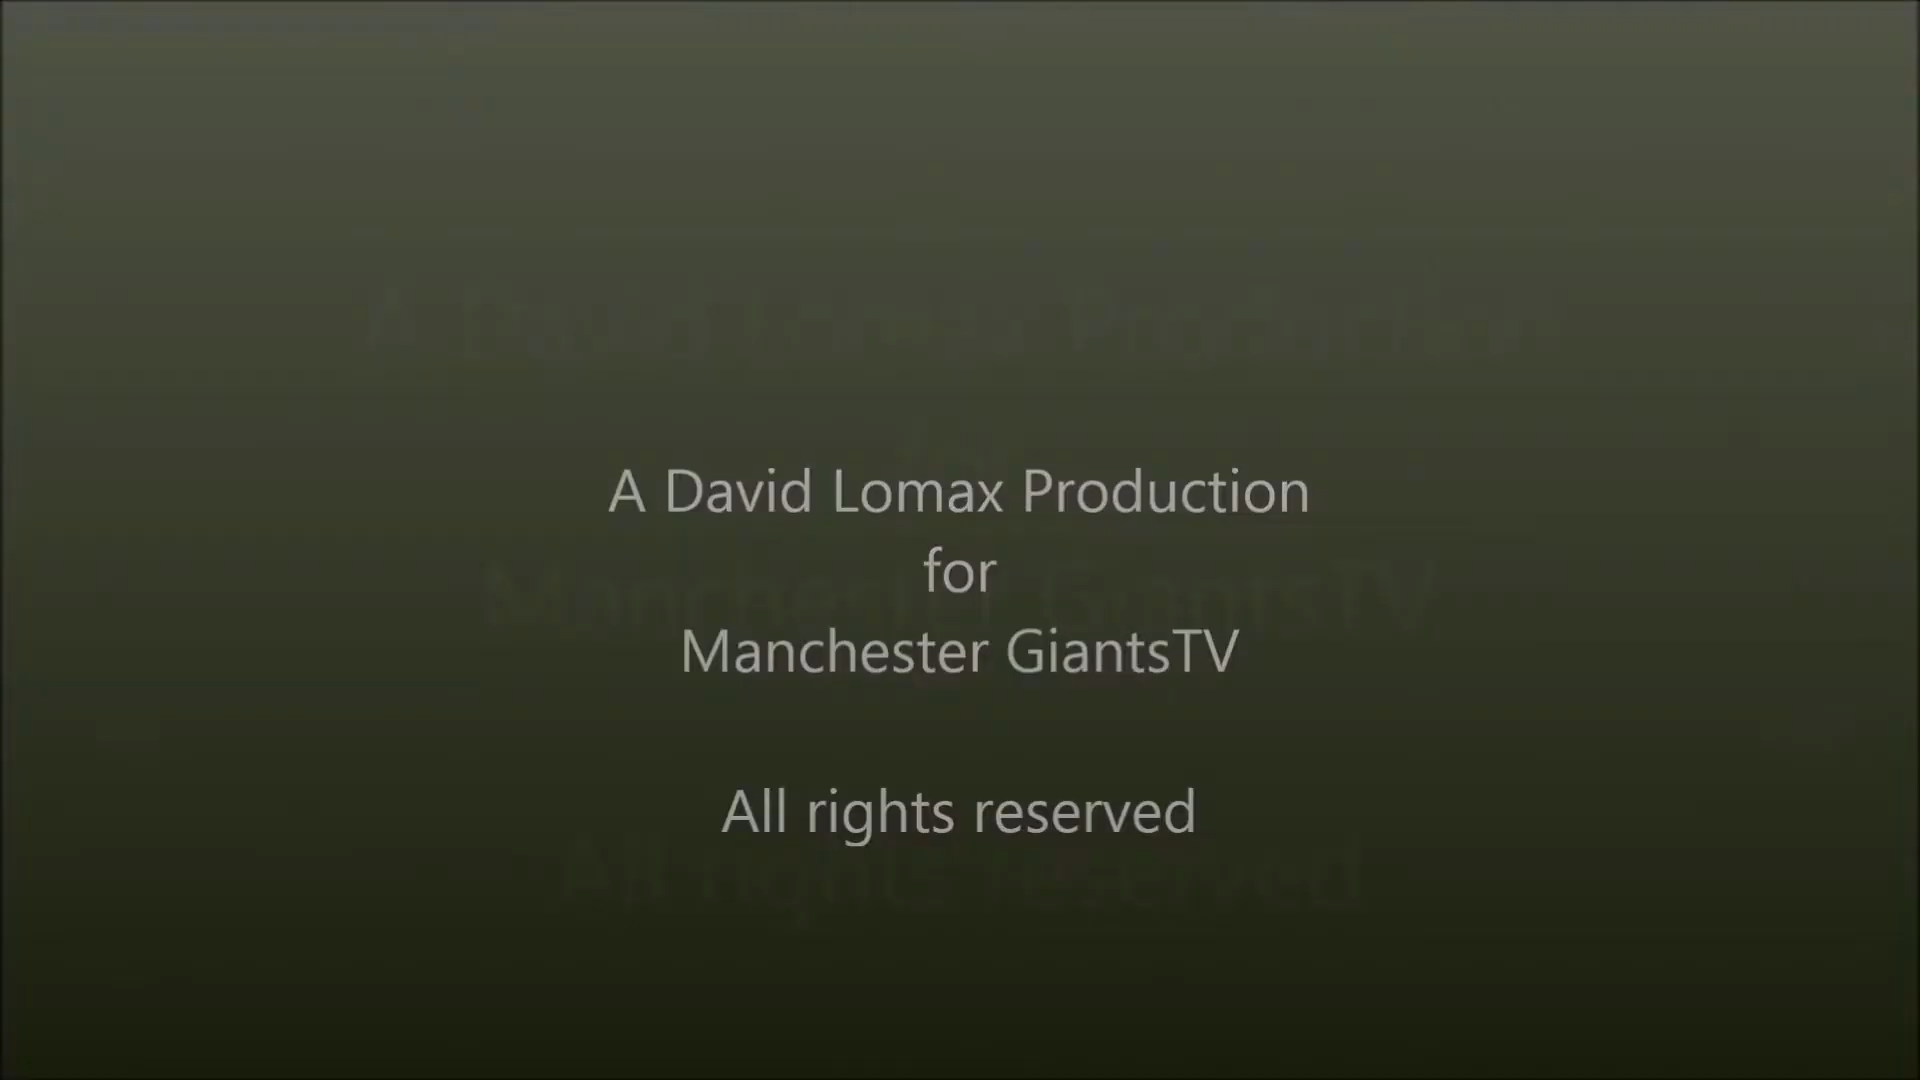 A David Lomax Production
for
Manchester GiantsTV
All rights reserved